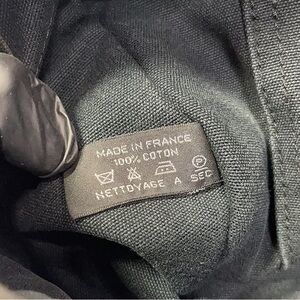 MADE IN FRANCE
100% COTON
P
NETTOYAGE A SEC